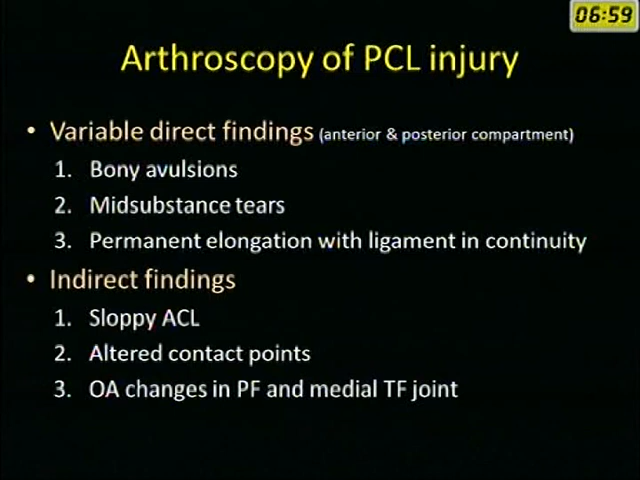 06:59
Arthroscopy of PCL injury
• Variable direct findings (anterior & posterior compartment)
1. Bony avulsions
2. Midsubstance tears
3. Permanent elongation with ligament in continuity
• Indirect findings
1. Sloppy ACL
2. Altered contact points
3. OA changes in PF and medial TF joint